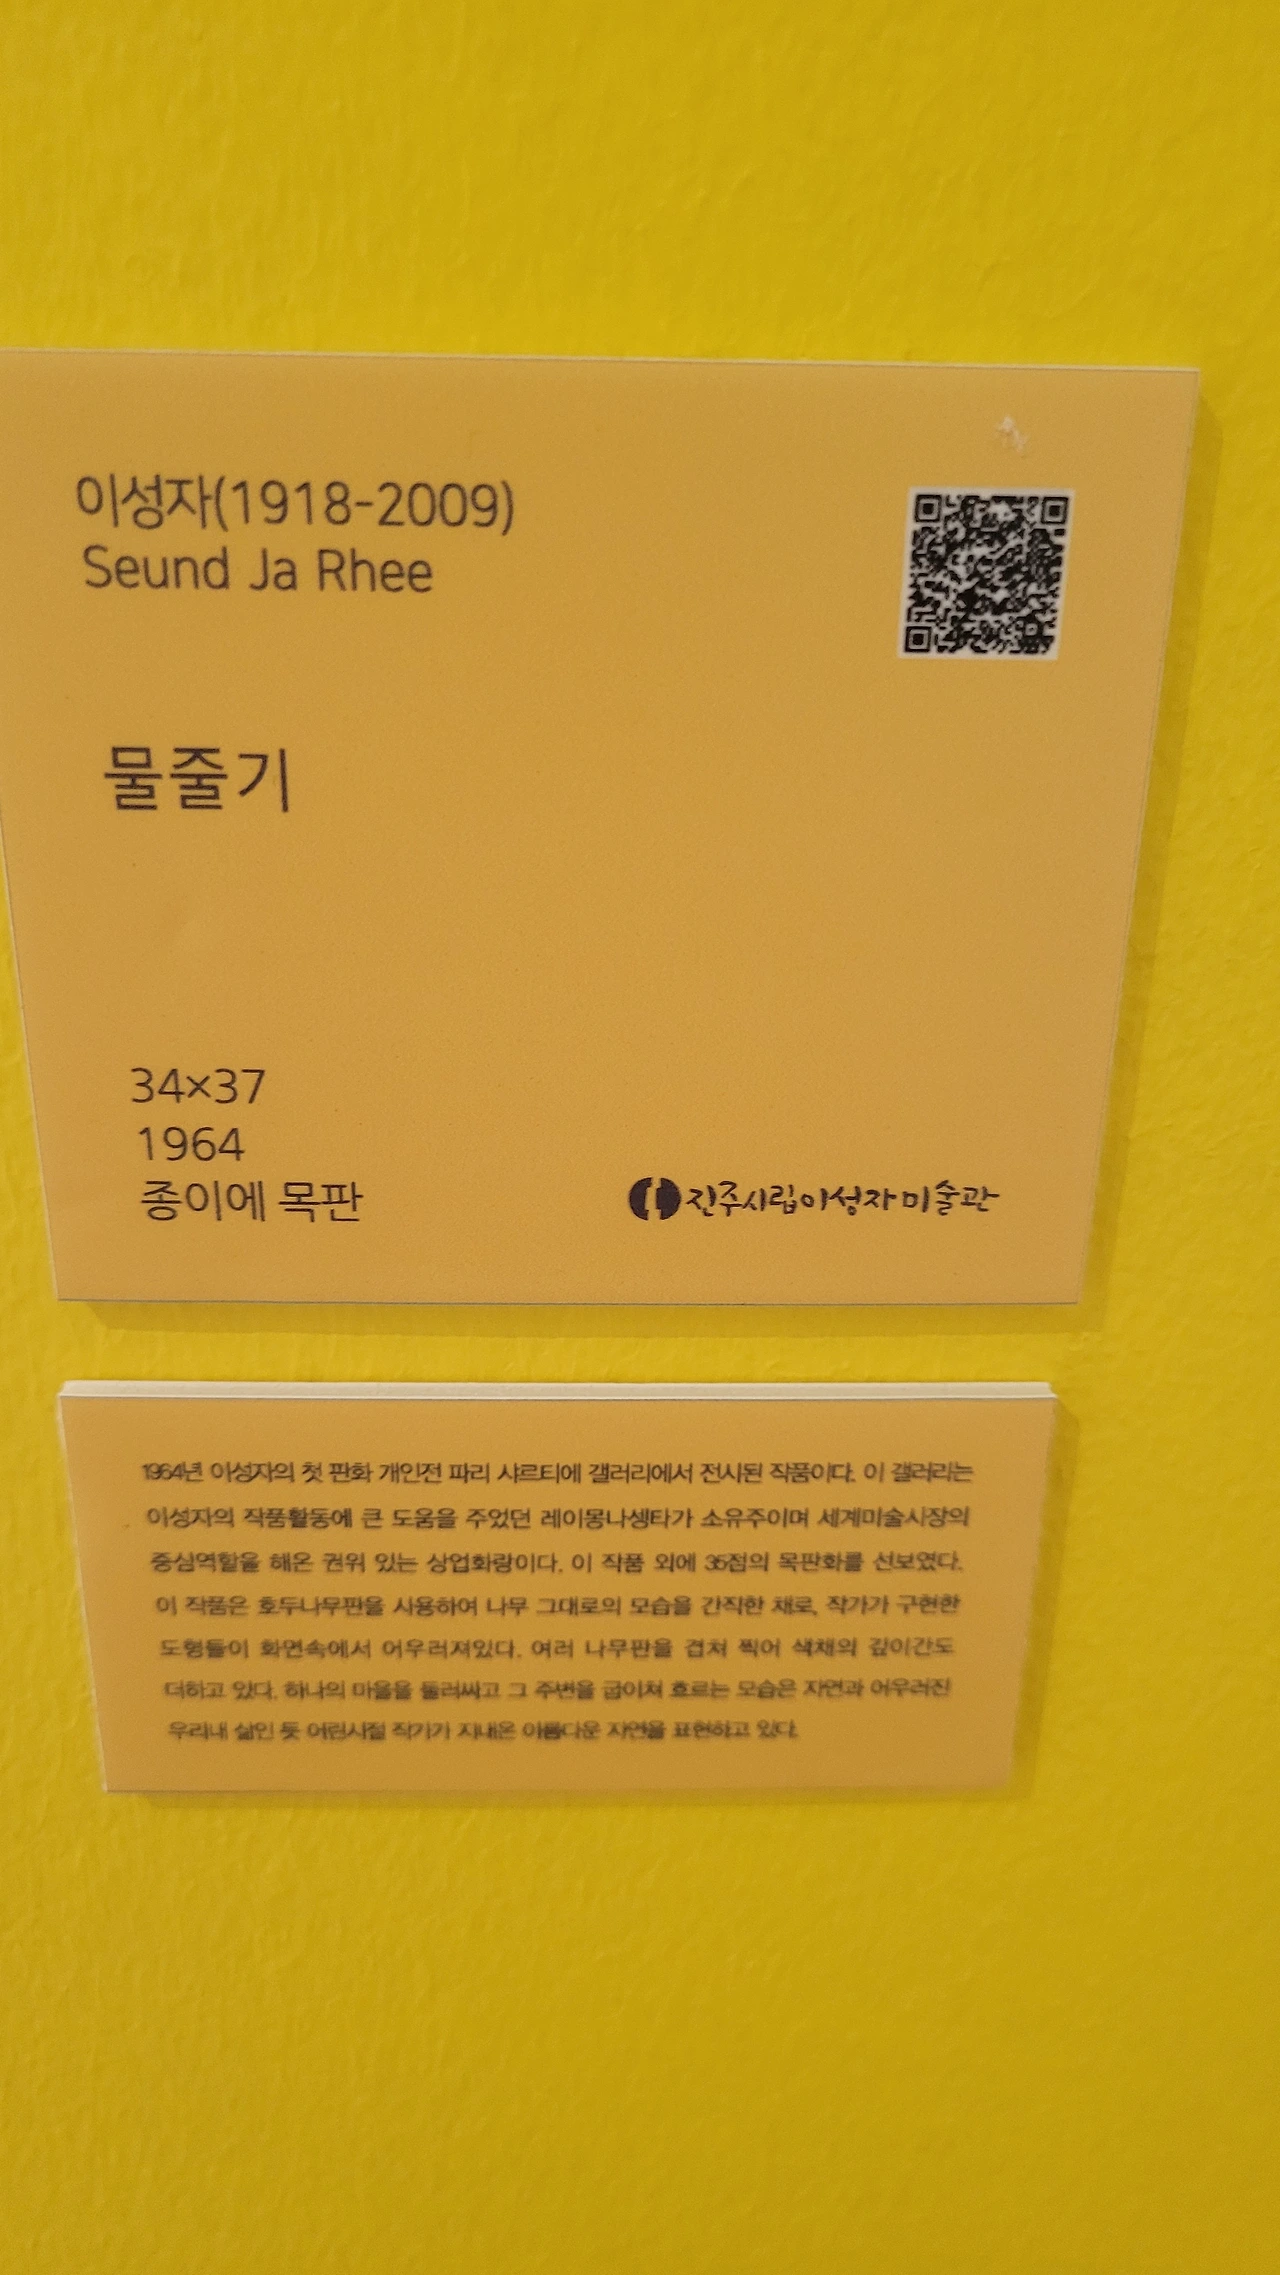 이성자(1918-2009)
Seund Ja Rhee
물줄기
34×37
1964
종이에 목판
진주시립이성자미술관
1964년 이성자의 첫 판화 개인전 파리 샤르티에 갤러리에서 전시된 작품이다. 이 갤러리는
이성자의 작품활동에 큰 도움을 주었던 레이몽나셍타가 소유주이며 세계미술시장의
중심역할을 해온 권위 있는 상업화랑이다. 이 작품 외에 35점의 목판화를 선보였다.
이 작품은 호두나무판을 사용하여 나무 그대로의 모습을 간직한 채로, 작가가 구현한
도형들이 화면속에서 어우러져있다. 여러 나무판을 겹쳐 찍어 색채의 깊이간도
더하고 있다. 하나의 마을을 둘러싸고 그 주변을 굽이쳐 흐르는 모습은 자연과 어우러진
우리내 삶인 듯 어린시절 작가가 지내온 아름다운 자연을 표현하고 있다.